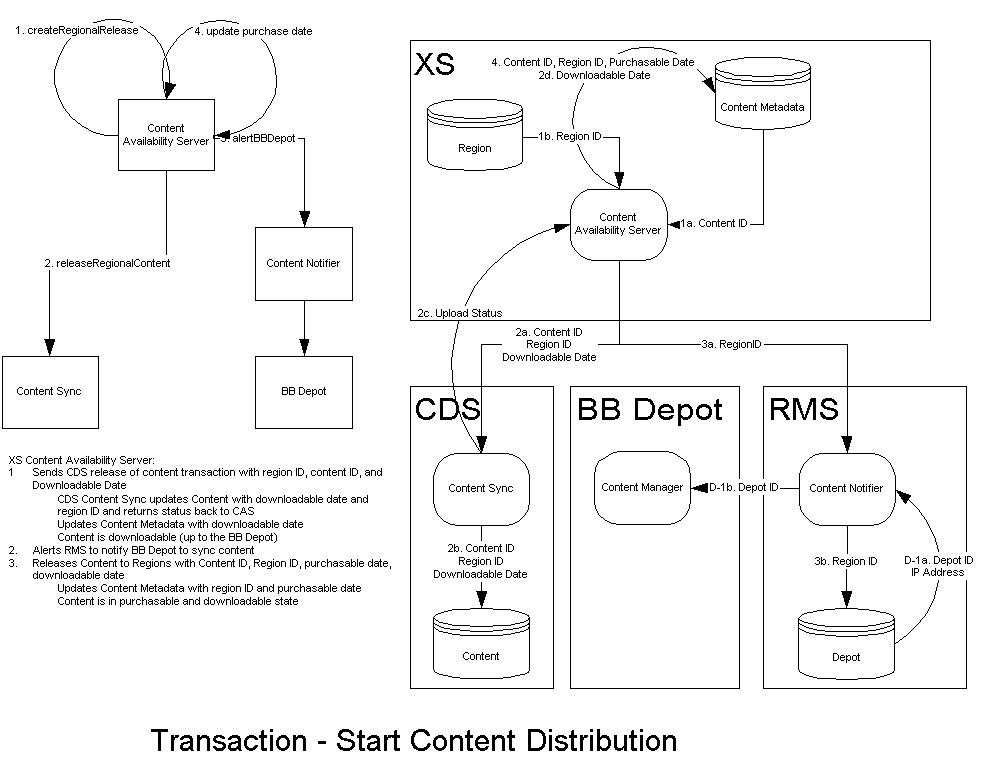 1. createRegionalRelease
4. update purchase date
Content
Availability Server
3. alertBBDepot
Content Notifier
2. releaseRegionalContent
Content Sync
BB Depot
XS
4. Content ID, Region ID, Purchasable Date
2d. Downloadable Date
Content Metadata
Region
1b. Region ID
Content
Availability Server
1a. Content ID
2c. Upload Status
2a. Content ID
Region ID
Downloadable Date
3a. RegionID
CDS
Content Sync
2b. Content ID
Region ID
Downloadable Date
Content
BB Depot
Content Manager
D-1b. Depot ID
RMS
Content Notifier
3b. Region ID
D-1a. Depot ID
IP Address
Depot
XS Content Availability Server:
1 Sends CDS release of content transaction with region ID, content ID, and
Downloadable Date
CDS Content Sync updates Content with downloadable date and
region ID and returns status back to CAS
Updates Content Metadata with downloadable date
Content is downloadable (up to the BB Depot)
2. Alerts RMS to notify BB Depot to sync content
3. Releases Content to Regions with Content ID, Region ID, purchasable date,
downloadable date
Updates Content Metadata with region ID and purchasable date
Content is in purchasable and downloadable state
Transaction - Start Content Distribution